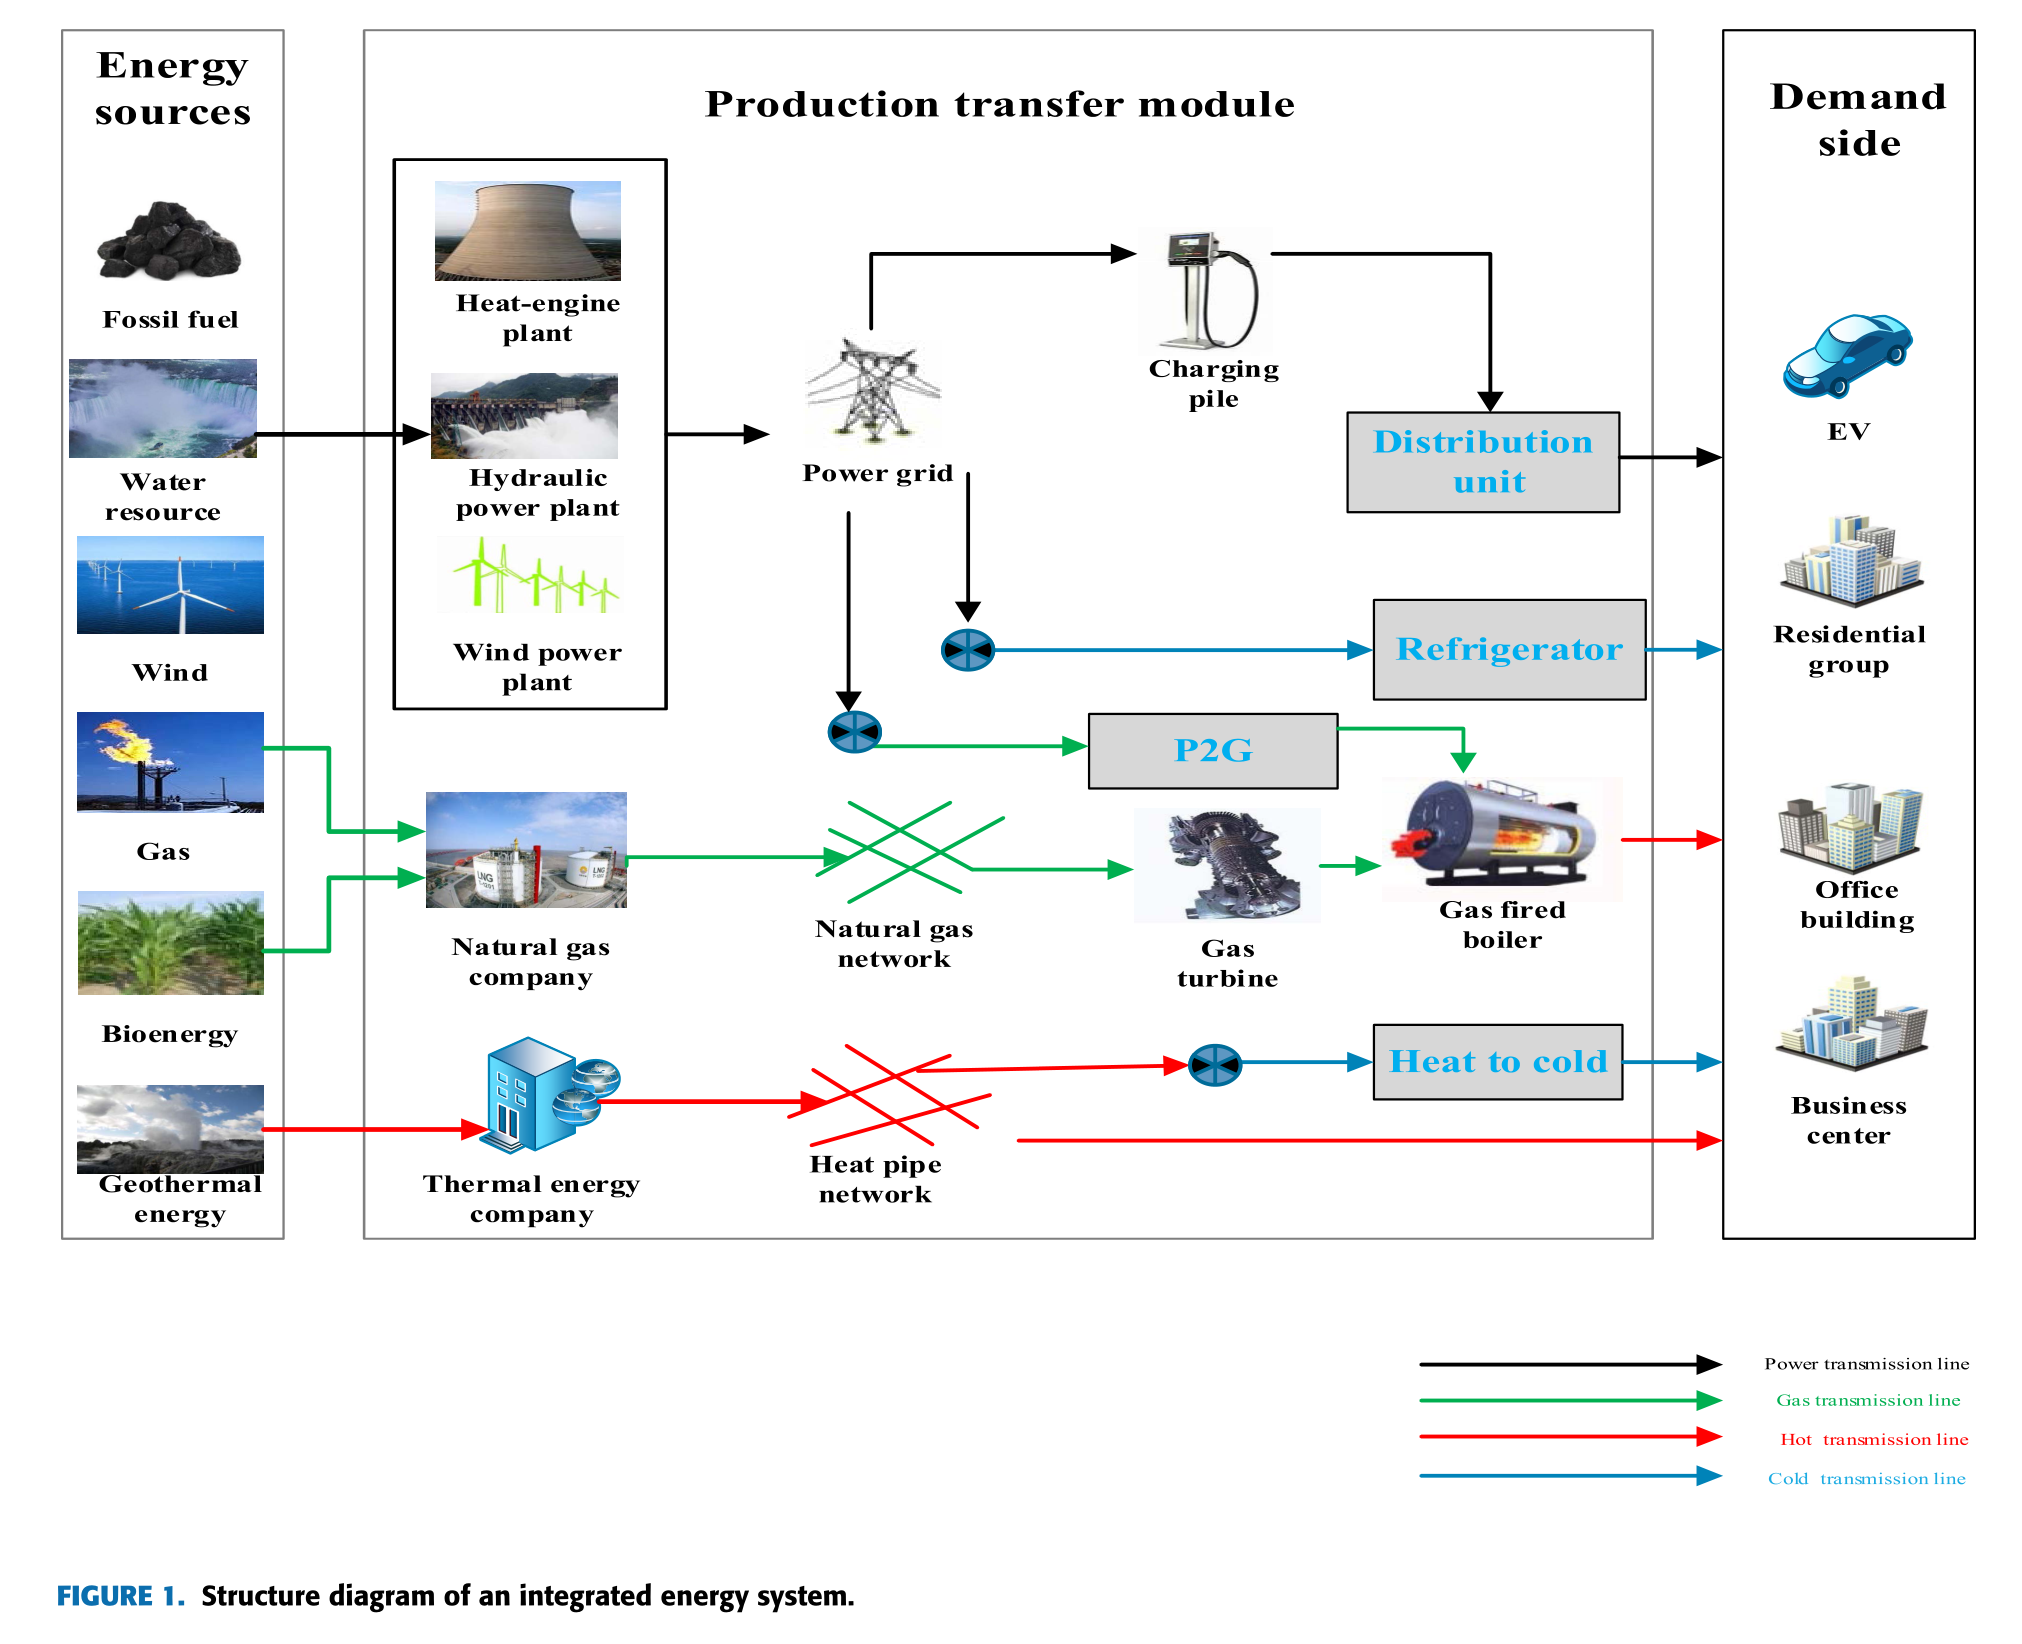 Energy
sources
Production transfer module
Demand
side
Fossil fuel
Water
resource
Wind
Gas
Bioenergy
Geothermal
energy
Heat-engine
plant
Hydraulic
power plant
Wind power
plant
Natural gas
company
LNG
LNG
Thermal energy
company
Power grid
Natural gas
network
Heat pipe
network
Charging
pile
Distribution
unit
Refrigerator
P2G
Gas
turbine
Gas fired
boiler
Heat to cold
EV
Residential
group
Office
building
Business
center
Power transmission line
Gas transmission line
Hot transmission line
Cold transmission line
FIGURE 1. Structure diagram of an integrated energy system.